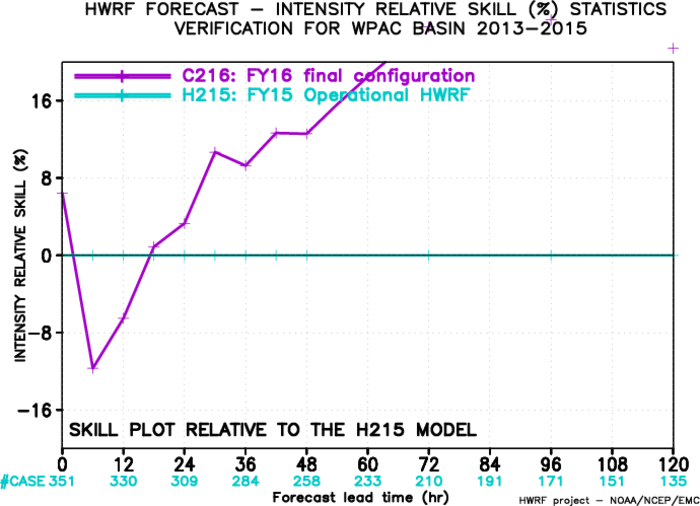 HWRF FORECAST – INTENSITY RELATIVE SKILL (%) STATISTICS
VERIFICATION FOR WPAC BASIN 2013–2015
C216: FY16 final configuration
H215: FY15 Operational HWRF
INTENSITY RELATIVE SKILL (%)
16
8
0
–8
–16
SKILL PLOT RELATIVE TO THE H215 MODEL
0 12 24 36 48 60 72 84 96 108 120
#CASE 351 330 309 284 258 233 210 191 171 151 135
Forecast lead time (hr)
HWRF project – NOAA/NCEP/EMC